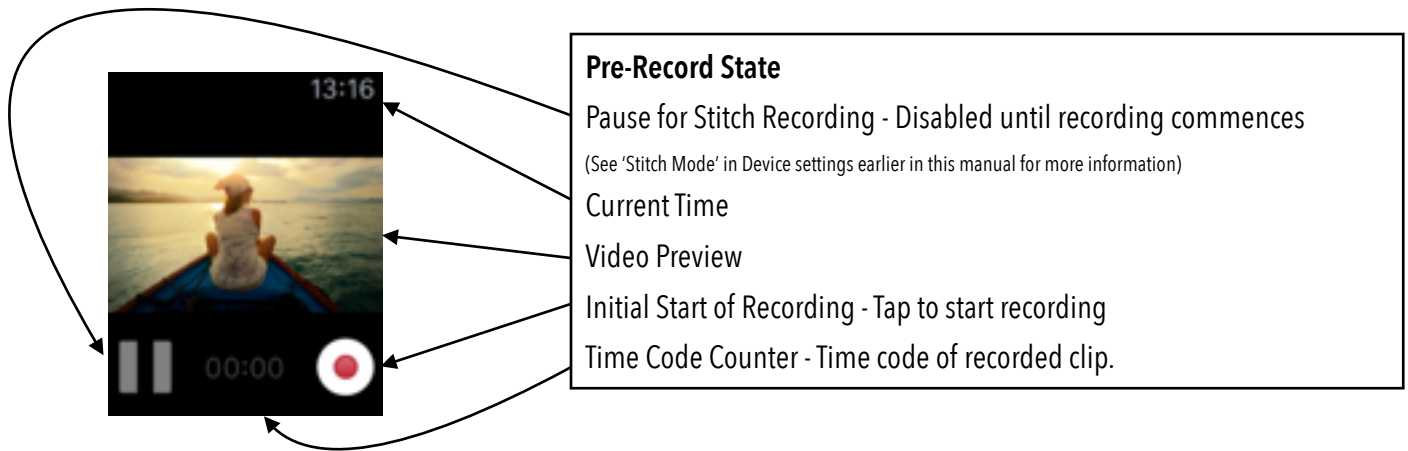 13:16
00:00
Pre-Record State
Pause for Stitch Recording - Disabled until recording commences
(See ‘Stitch Mode’ in Device settings earlier in this manual for more information)
Current Time
Video Preview
Initial Start of Recording - Tap to start recording
Time Code Counter - Time code of recorded clip.